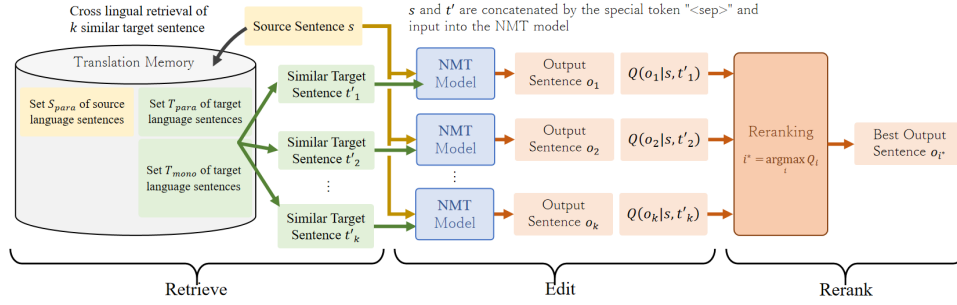 Cross lingual retrieval of
k similar target sentence
Source Sentence s
s and t′ are concatenated by the special token "<sep>" and
input into the NMT model
Translation Memory
Set S_para of source
language sentences
Set T_para of target
language sentences
Set T_mono of target
language sentences
Similar Target
Sentence t′_1
Similar Target
Sentence t′_2
⋮
Similar Target
Sentence t′_k
NMT
Model
NMT
Model
⋮
NMT
Model
Output
Sentence o_1
Output
Sentence o_2
Output
Sentence o_k
Q(o_1|s, t′_1)
Q(o_2|s, t′_2)
Q(o_k|s, t′_k)
Reranking
i* = argmax Q_i
i
Best Output
Sentence o_i*
Retrieve
Edit
Rerank